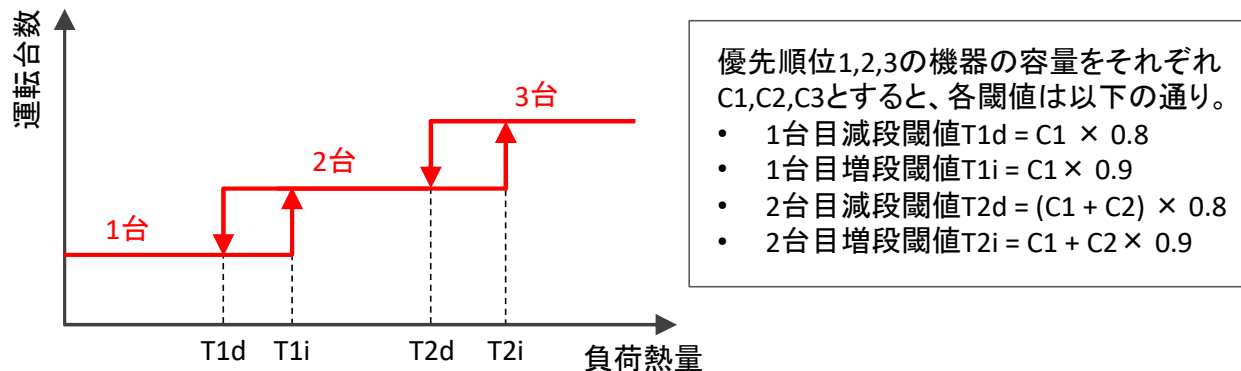 運転台数
1台
2台
3台
T1d
T1i
T2d
T2i
負荷熱量
優先順位1,2,3の機器の容量をそれぞれ
C1,C2,C3とすると、各閾値は以下の通り。
• 1台目減段閾値T1d = C1 × 0.8
• 1台目増段閾値T1i = C1 × 0.9
• 2台目減段閾値T2d = (C1 + C2) × 0.8
• 2台目増段閾値T2i = C1 + C2 × 0.9